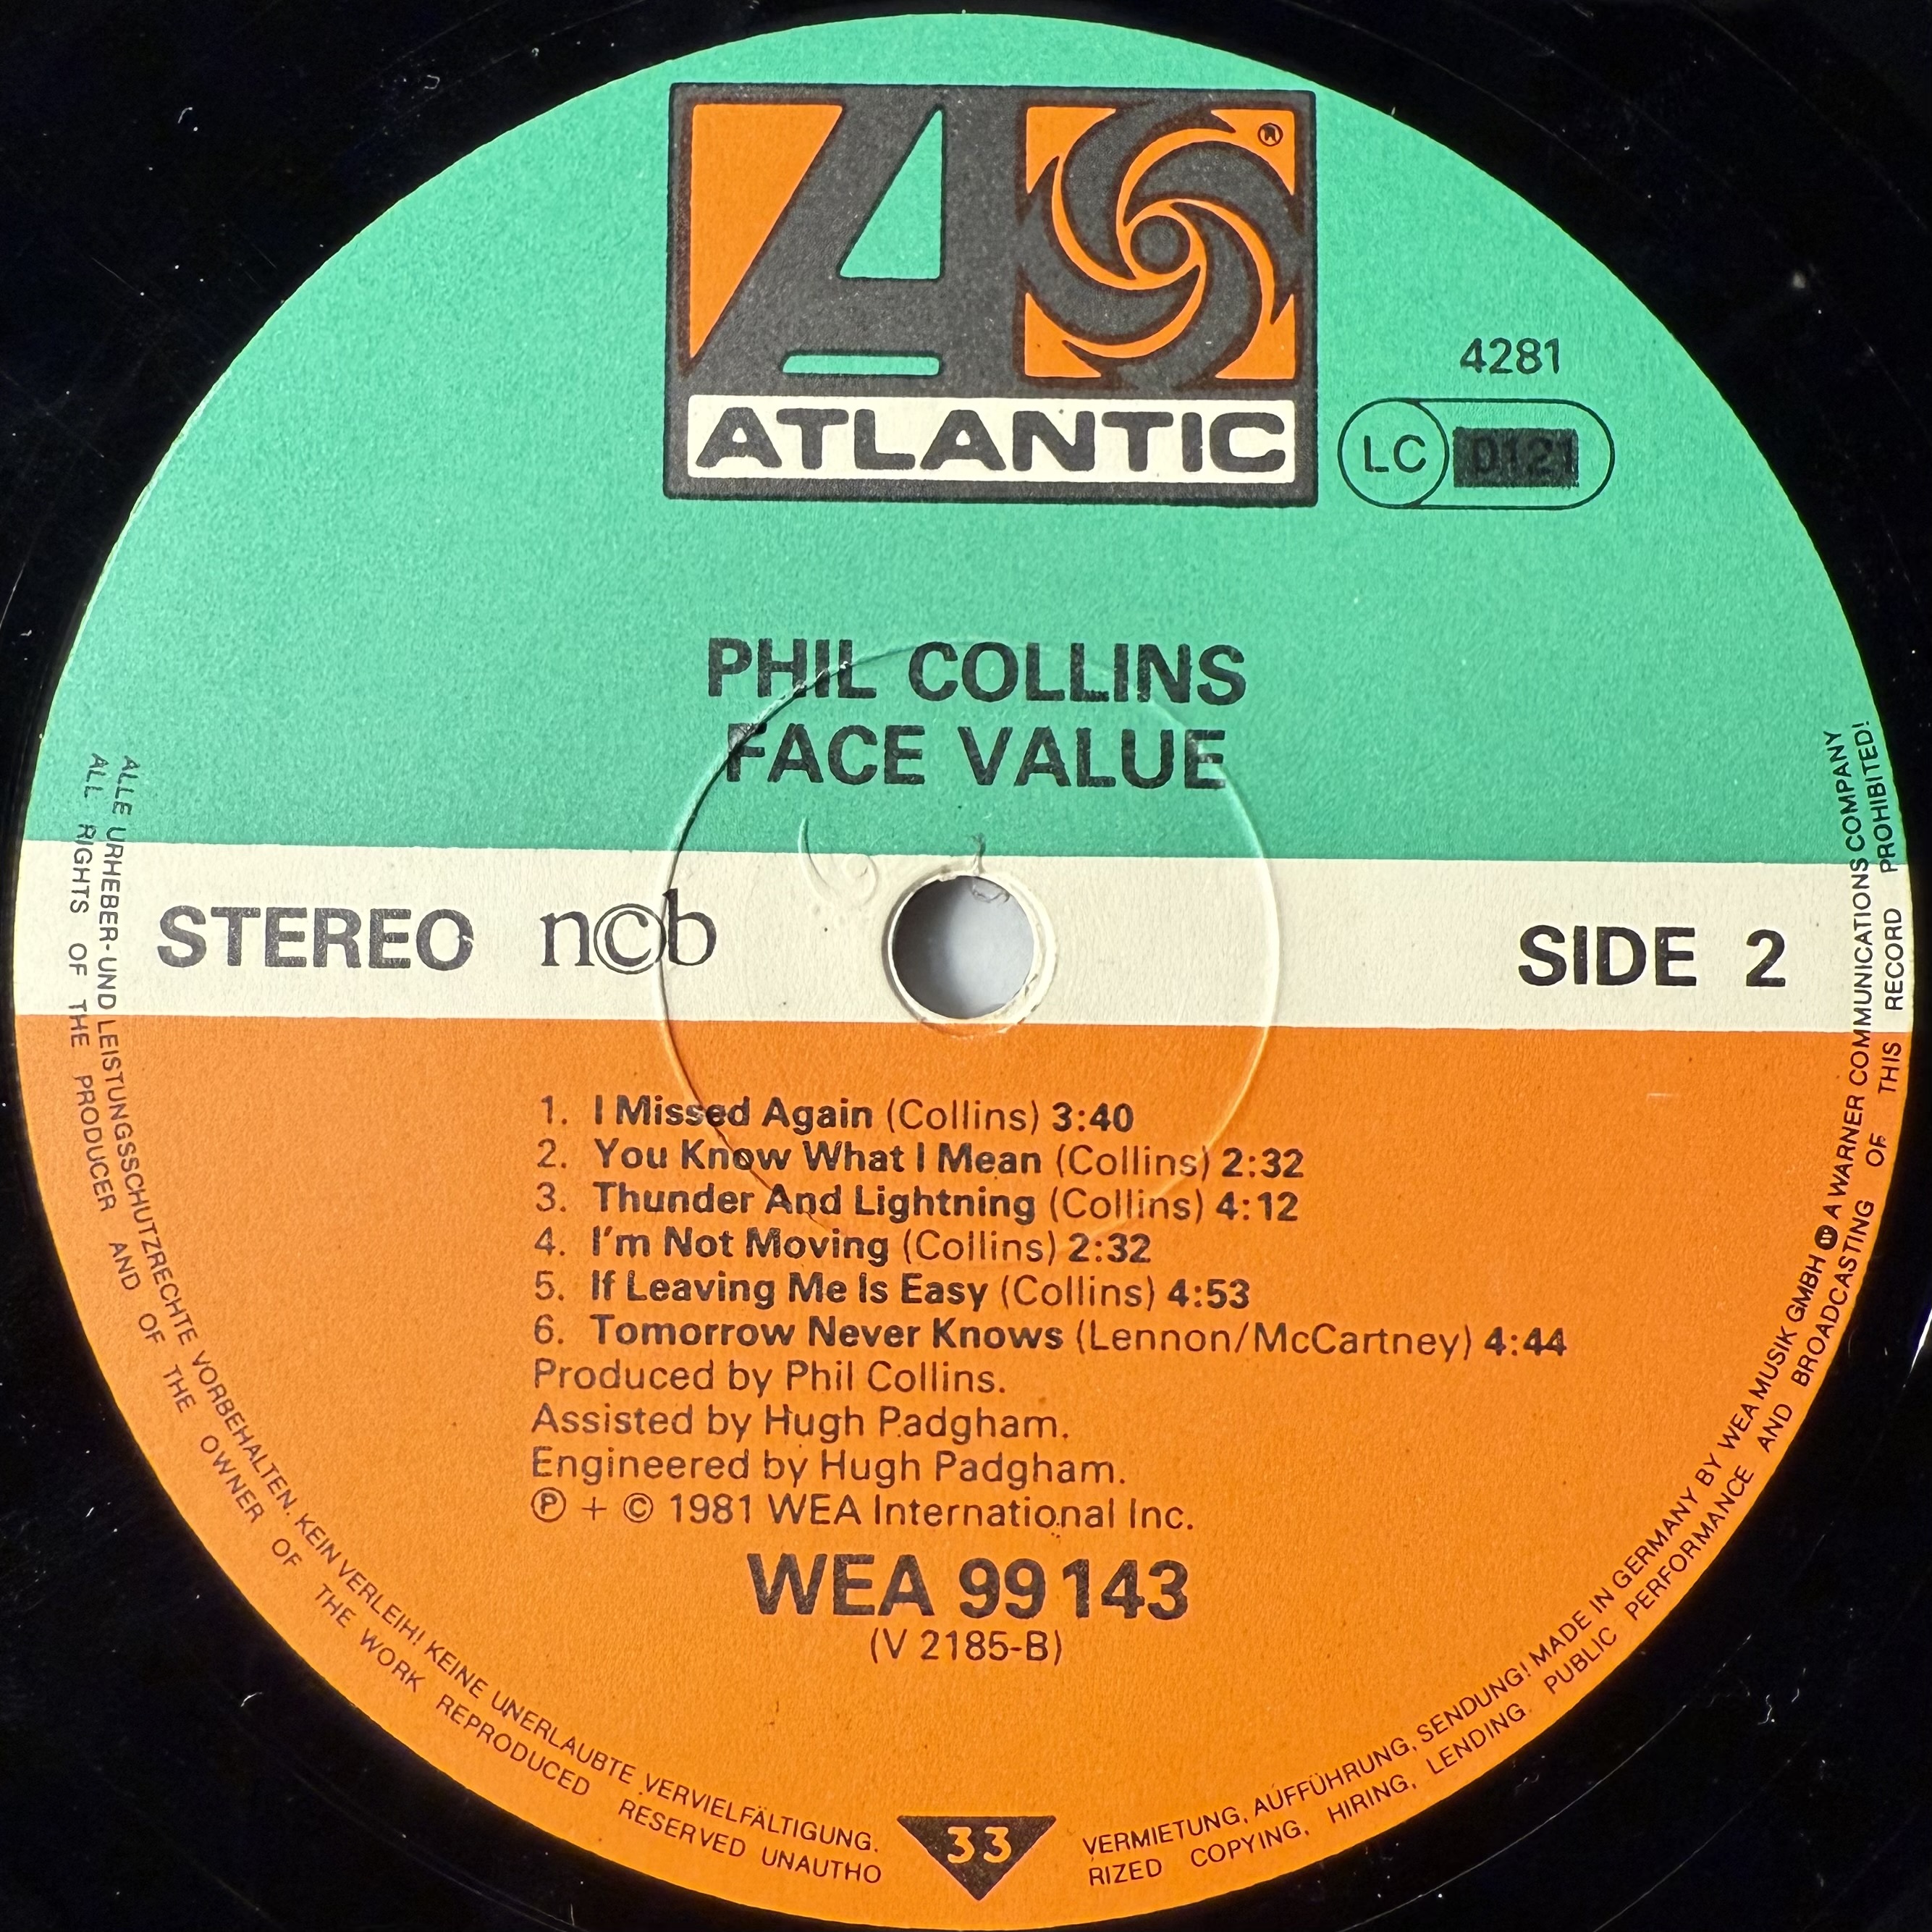 ®
ATLANTIC
4281
LC 0121
PHIL COLLINS
FACE VALUE
STEREO n©b SIDE 2
1. I Missed Again (Collins) 3:40
2. You Know What I Mean (Collins) 2:32
3. Thunder And Lightning (Collins) 4:12
4. I'm Not Moving (Collins) 2:32
5. If Leaving Me Is Easy (Collins) 4:53
6. Tomorrow Never Knows (Lennon/McCartney) 4:44
Produced by Phil Collins.
Assisted by Hugh Padgham.
Engineered by Hugh Padgham.
Ⓟ + © 1981 WEA International Inc.
WEA 99 143
(V 2185-B)
33
ALLE URHEBER- UND LEISTUNGSSCHUTZRECHTE VORBEHALTEN. KEIN VERLEIH! KEINE UNERLAUBTE VERVIELFÄLTIGUNG. VERMIETUNG, AUFFÜHRUNG, SENDUNG! MADE IN GERMANY BY WEA MUSIK GMBH A WARNER COMMUNICATIONS COMPANY
ALL RIGHTS OF THE PRODUCER AND OF THE OWNER OF THE WORK REPRODUCED RESERVED UNAUTHO RIZED COPYING, HIRING, LENDING. PUBLIC PERFORMANCE AND BROADCASTING OF THIS RECORD PROHIBITED!